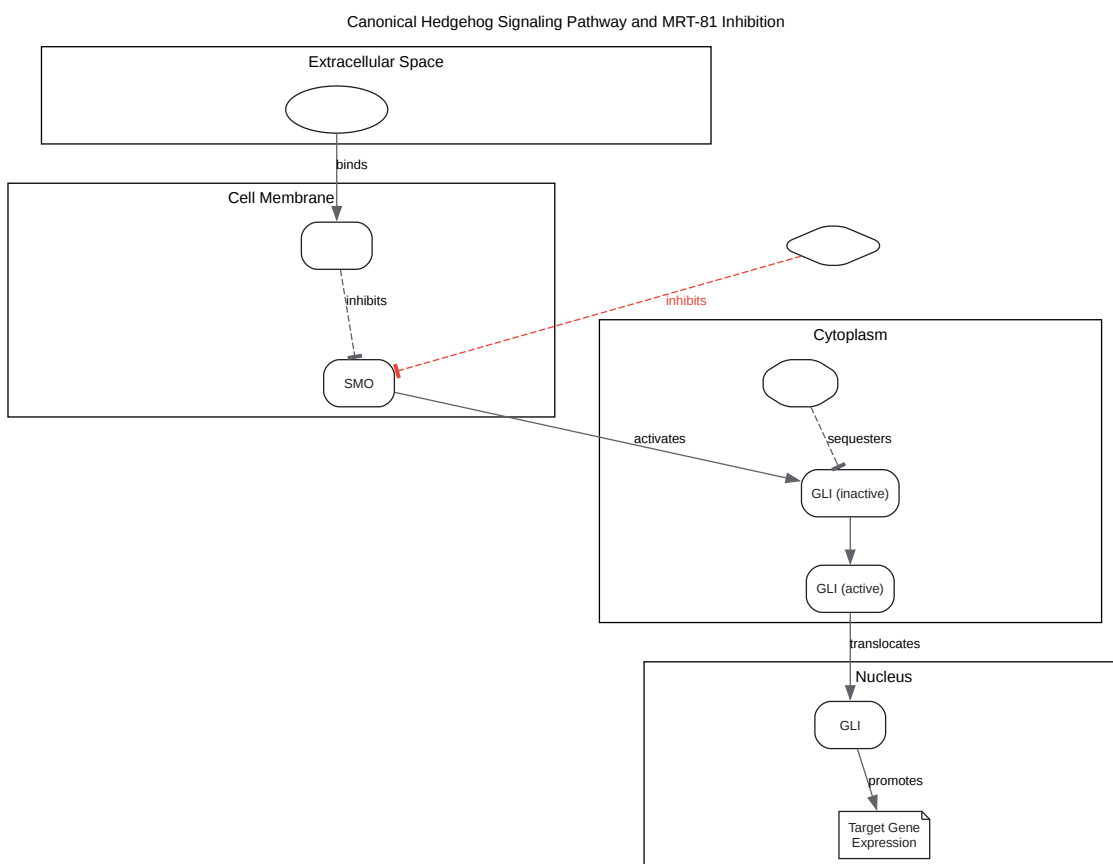 Canonical Hedgehog Signaling Pathway and MRT-81 Inhibition
Extracellular Space
binds
Cell Membrane
inhibits
inhibits
SMO
Cytoplasm
activates
sequesters
GLI (inactive)
GLI (active)
translocates
Nucleus
GLI
promotes
Target Gene
Expression